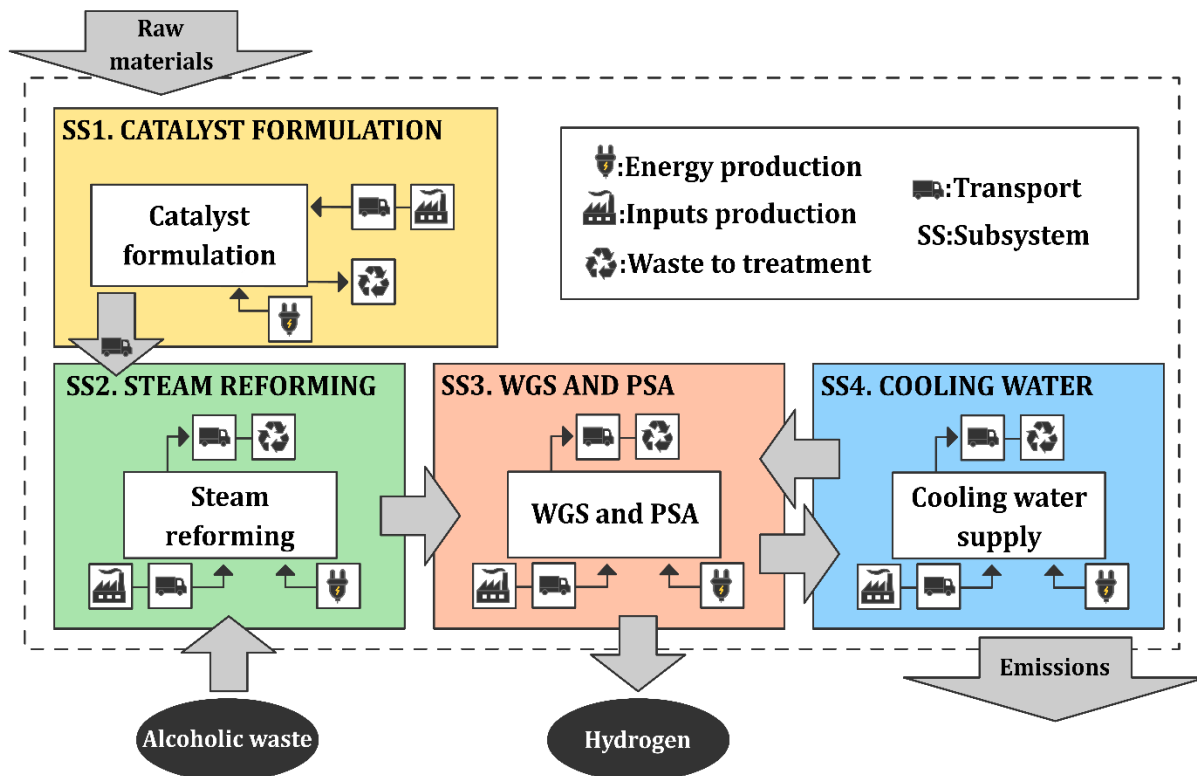 Raw
materials
SS1. CATALYST FORMULATION
Catalyst
formulation
:Energy production
:Inputs production
:Waste to treatment
:Transport
SS:Subsystem
SS2. STEAM REFORMING
Steam
reforming
SS3. WGS AND PSA
WGS and PSA
SS4. COOLING WATER
Cooling water
supply
Alcoholic waste
Hydrogen
Emissions